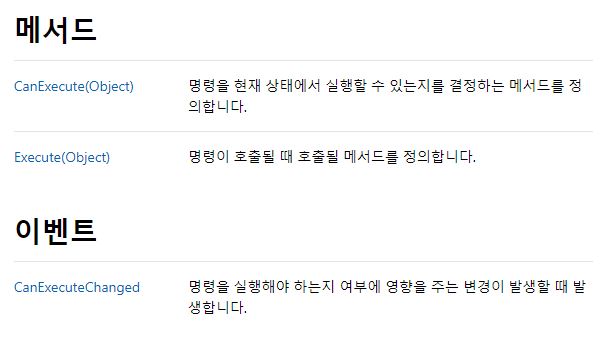 메서드
CanExecute(Object)
명령을 현재 상태에서 실행할 수 있는지를 결정하는 메서드를 정
의합니다.
Execute(Object)
명령이 호출될 때 호출될 메서드를 정의합니다.
이벤트
CanExecuteChanged
명령을 실행해야 하는지 여부에 영향을 주는 변경이 발생할 때 발
생합니다.